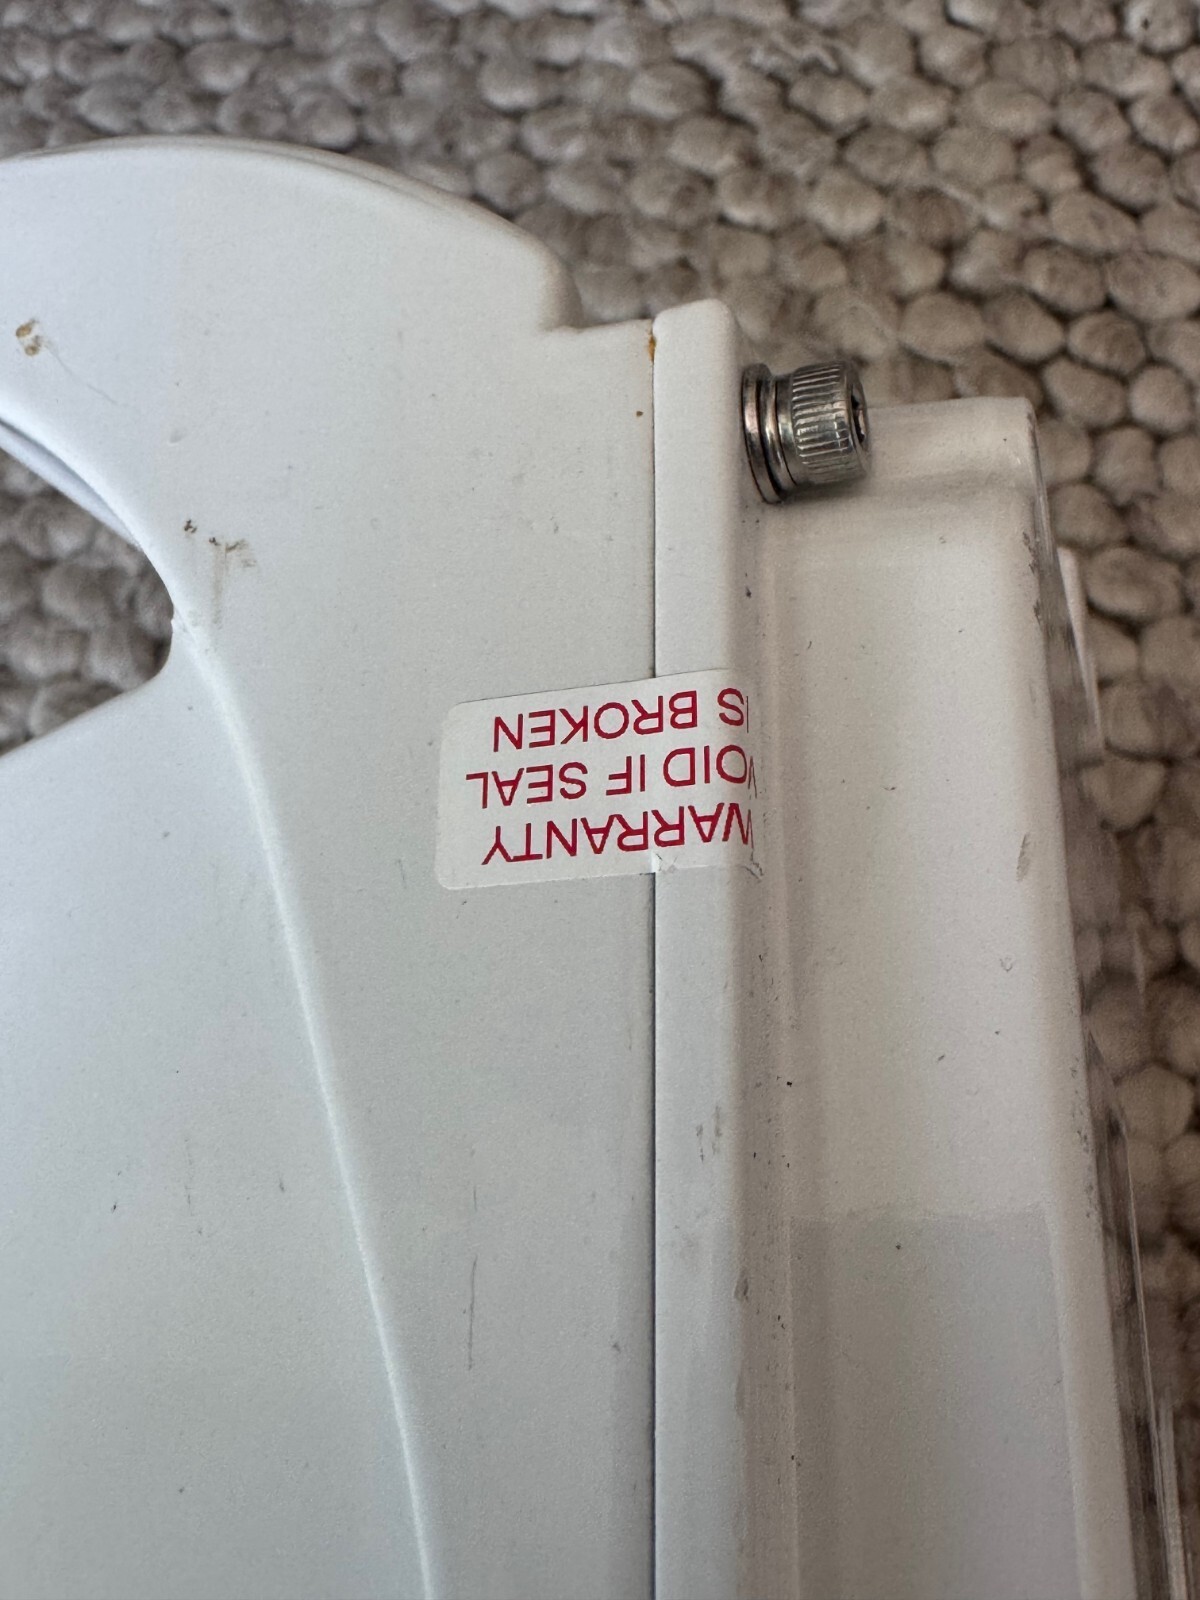 WARRANTY
VOID IF SEAL
IS BROKEN